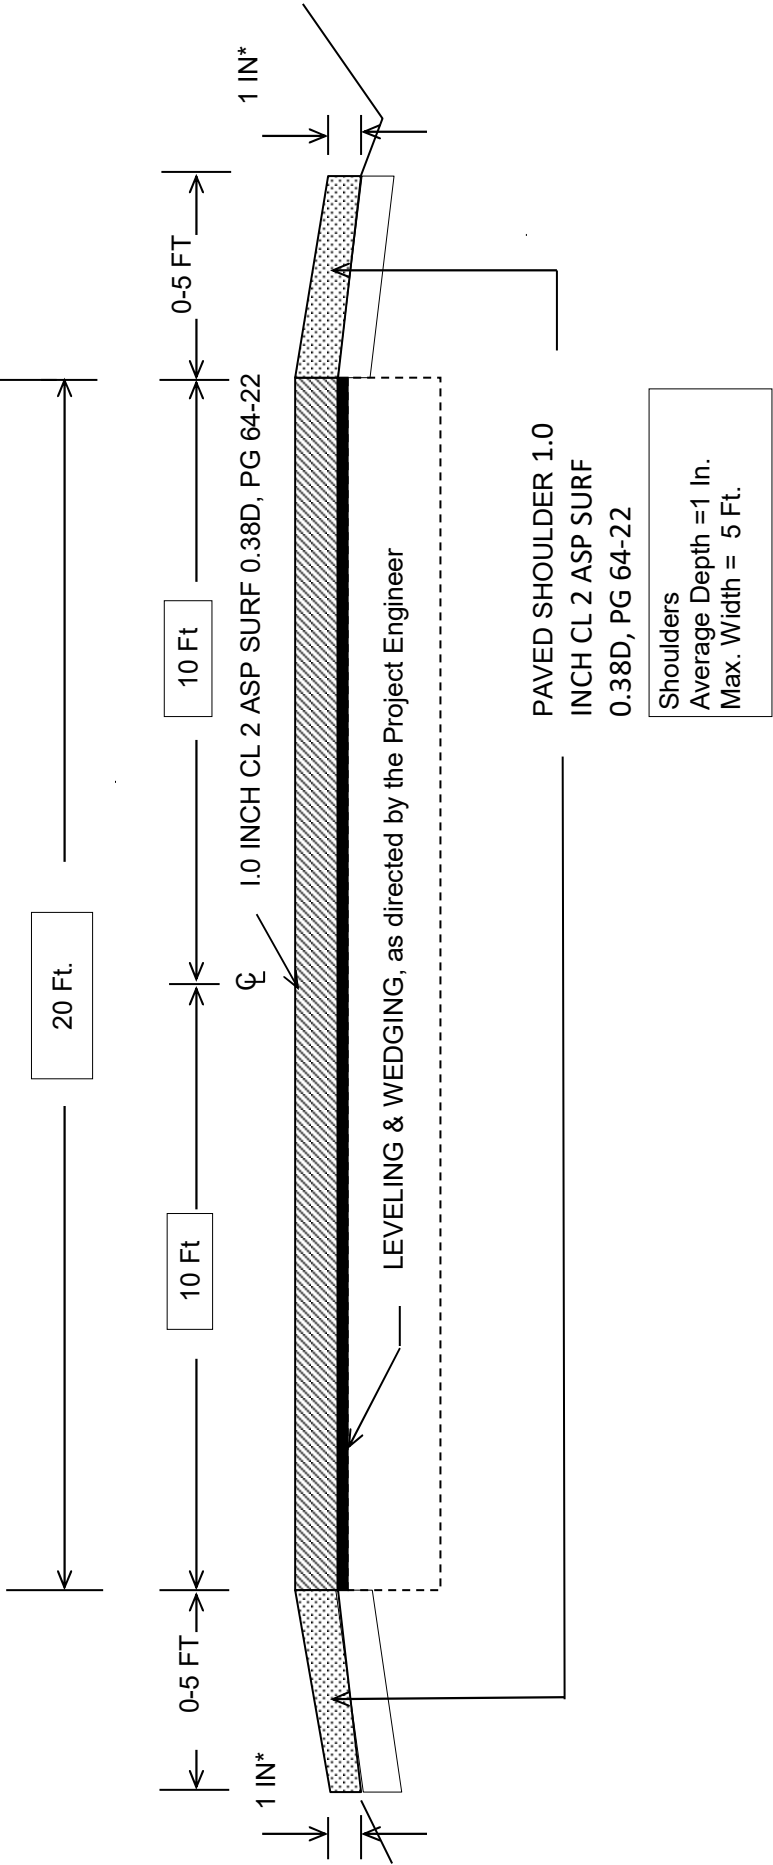 20 Ft.
0-5 FT
10 Ft
10 Ft
0-5 FT
1 IN*
℄
I.0 INCH CL 2 ASP SURF 0.38D, PG 64-22
1 IN*
LEVELING & WEDGING, as directed by the Project Engineer
PAVED SHOULDER 1.0
INCH CL 2 ASP SURF
0.38D, PG 64-22
Shoulders
Average Depth =1 In.
Max. Width =  5 Ft.